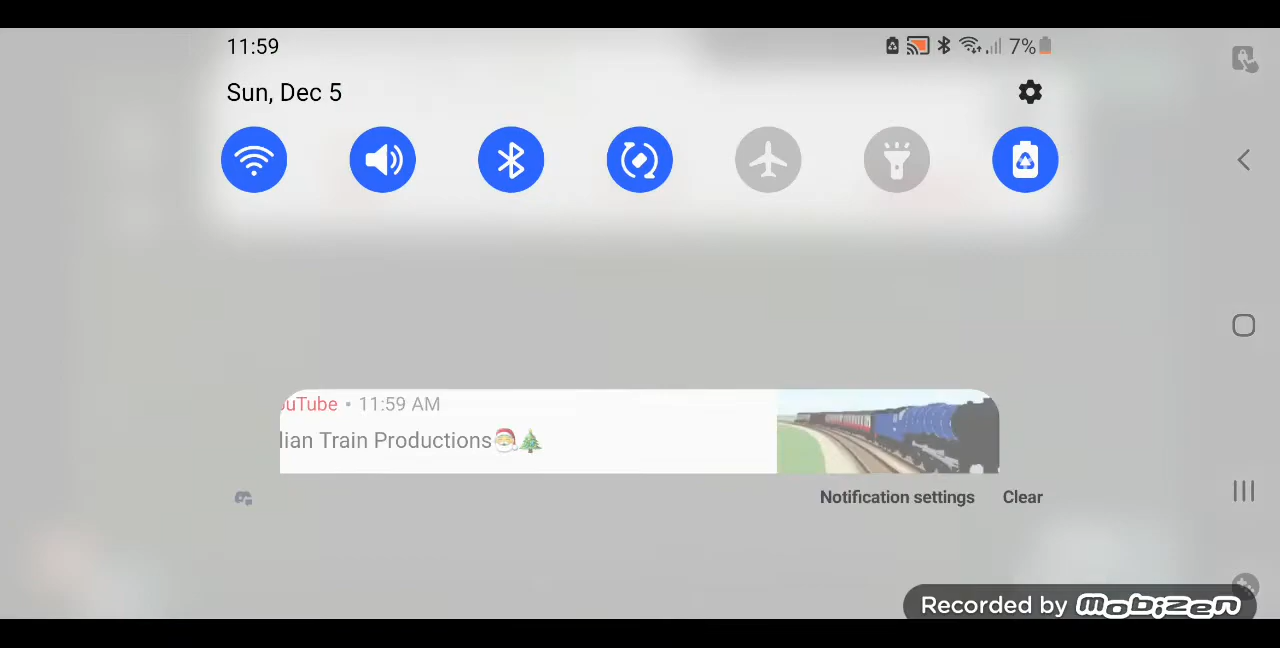 11:59
7%
Sun, Dec 5
uTube • 11:59 AM
lian Train Productions🎅🎄
Notification settings Clear
Recorded by MOBIZEN